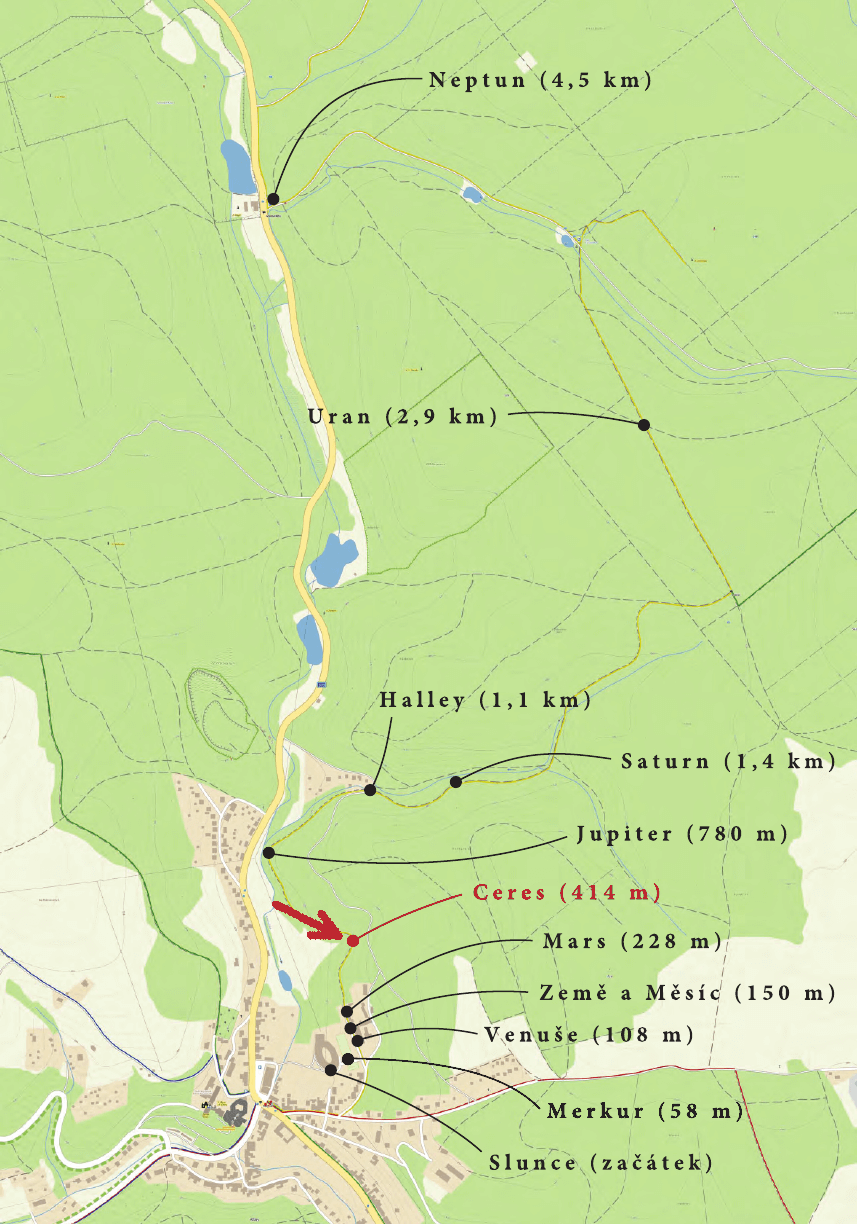 Neptun (4,5 km)
Uran (2,9 km)
Halley (1,1 km)
Saturn (1,4 km)
Jupiter (780 m)
Ceres (414 m)
Mars (228 m)
Země a Měsíc (150 m)
Venuše (108 m)
Merkur (58 m)
Slunce (začátek)